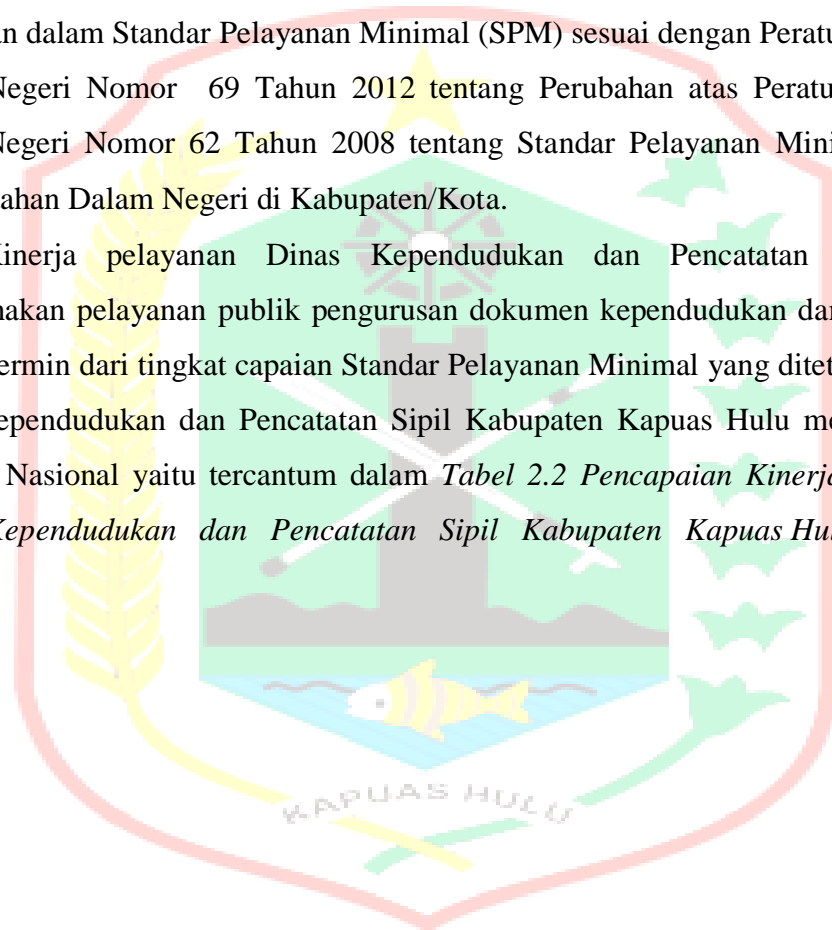 an dalam Standar Pelayanan Minimal (SPM) sesuai dengan Peratu
Negeri Nomor 69 Tahun 2012 tentang Perubahan atas Peratu
Negeri Nomor 62 Tahun 2008 tentang Standar Pelayanan Mini
ahan Dalam Negeri di Kabupaten/Kota.
Kinerja pelayanan Dinas Kependudukan dan Pencatatan
nakan pelayanan publik pengurusan dokumen kependudukan dan
ermin dari tingkat capaian Standar Pelayanan Minimal yang ditet
ependudukan dan Pencatatan Sipil Kabupaten Kapuas Hulu me
Nasional yaitu tercantum dalam Tabel 2.2 Pencapaian Kinerja
Kependudukan dan Pencatatan Sipil Kabupaten Kapuas Hul
KAPUAS HULU